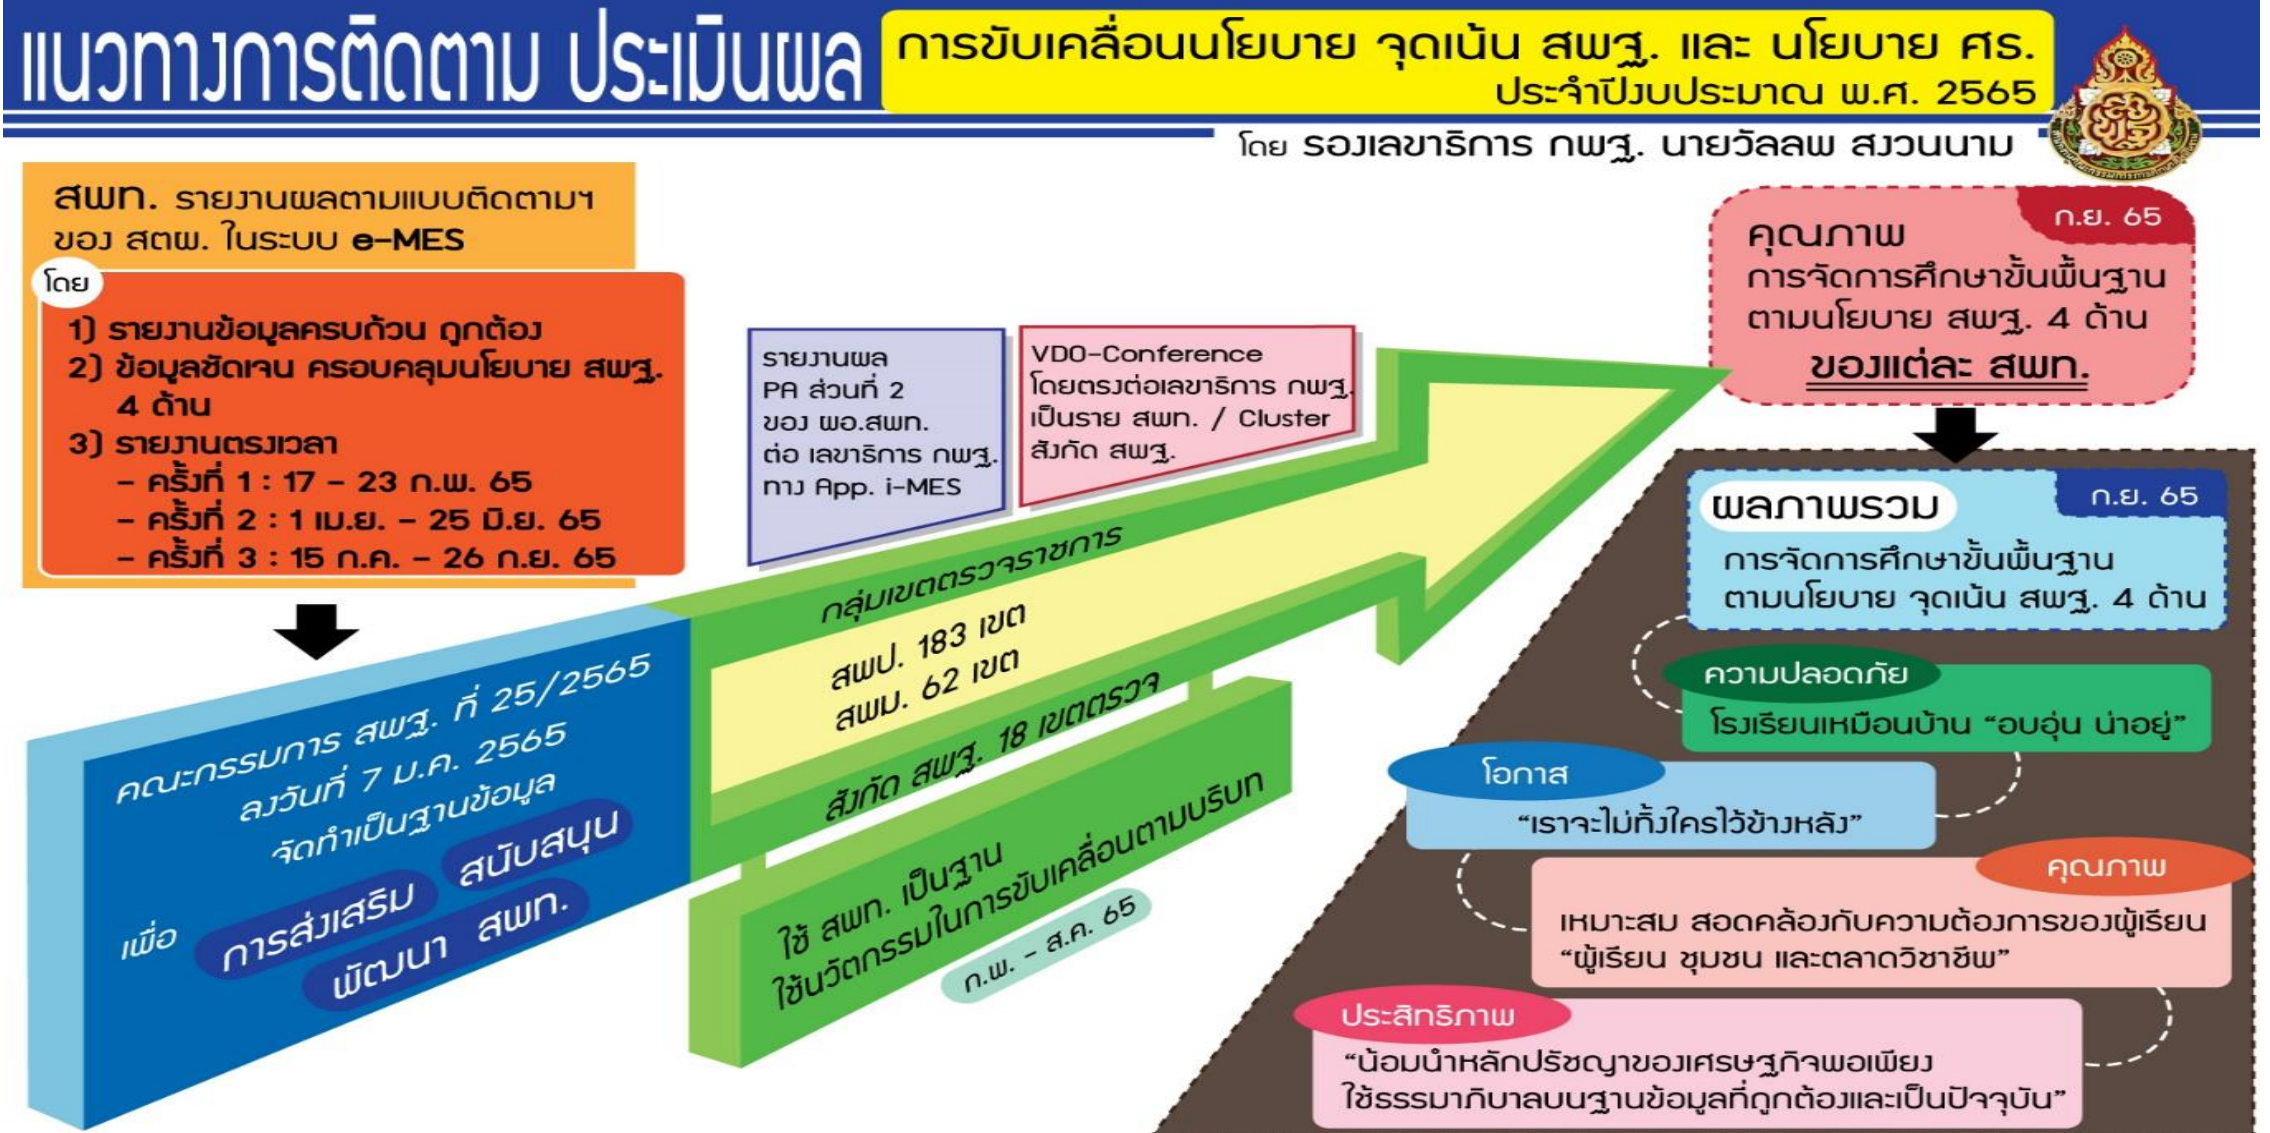 แนวทางการติดตาม ประเมินผล
การขับเคลื่อนนโยบาย จุดเน้น สพฐ. และ นโยบาย ศธ.
ประจำปีงบประมาณ พ.ศ. 2565
โดย รองเลขาธิการ กพฐ. นายวัลลพ สงวนนาม
สพท. รายงานผลตามแบบติดตามฯ
ของ สตผ. ในระบบ e-MES
โดย
1) รายงานข้อมูลครบถ้วน ถูกต้อง
2) ข้อมูลชัดเจน ครอบคลุมนโยบาย สพฐ.
4 ด้าน
3) รายงานตรงเวลา
- ครั้งที่ 1 : 17 - 23 ก.พ. 65
- ครั้งที่ 2 : 1 เม.ย. - 25 มิ.ย. 65
- ครั้งที่ 3 : 15 ก.ค. - 26 ก.ย. 65
คณะกรรมการ สพฐ. ที่ 25/2565
ลงวันที่ 7 ม.ค. 2565
จัดทำเป็นฐานข้อมูล
เพื่อ การส่งเสริม สนับสนุน
พัฒนา สพท.
รายงานผล
PA ส่วนที่ 2
ของ ผอ.สพท.
ต่อ เลขาธิการ กพฐ.
ทาง App. i-MES
VDO-Conference
โดยตรงต่อเลขาธิการ กพฐ.
เป็นราย สพท. / Cluster
สังกัด สพฐ.
กลุ่มเขตตรวจราชการ
สพป. 183 เขต
สพม. 62 เขต
สังกัด สพฐ. 18 เขตตรวจ
ใช้ สพท. เป็นฐาน
ใช้นวัตกรรมในการขับเคลื่อนตามบริบท
ก.พ. - ส.ค. 65
ก.ย. 65
คุณภาพ
การจัดการศึกษาขั้นพื้นฐาน
ตามนโยบาย สพฐ. 4 ด้าน
ของแต่ละ สพท.
ก.ย. 65
ผลภาพรวม
การจัดการศึกษาขั้นพื้นฐาน
ตามนโยบาย จุดเน้น สพฐ. 4 ด้าน
ความปลอดภัย
โรงเรียนเหมือนบ้าน “อบอุ่น น่าอยู่”
โอกาส
“เราจะไม่ทิ้งใครไว้ข้างหลัง”
คุณภาพ
เหมาะสม สอดคล้องกับความต้องการของผู้เรียน
“ผู้เรียน ชุมชน และตลาดวิชาชีพ”
ประสิทธิภาพ
“น้อมนำหลักปรัชญาของเศรษฐกิจพอเพียง
ใช้ธรรมาภิบาลบนฐานข้อมูลที่ถูกต้องและเป็นปัจจุบัน”